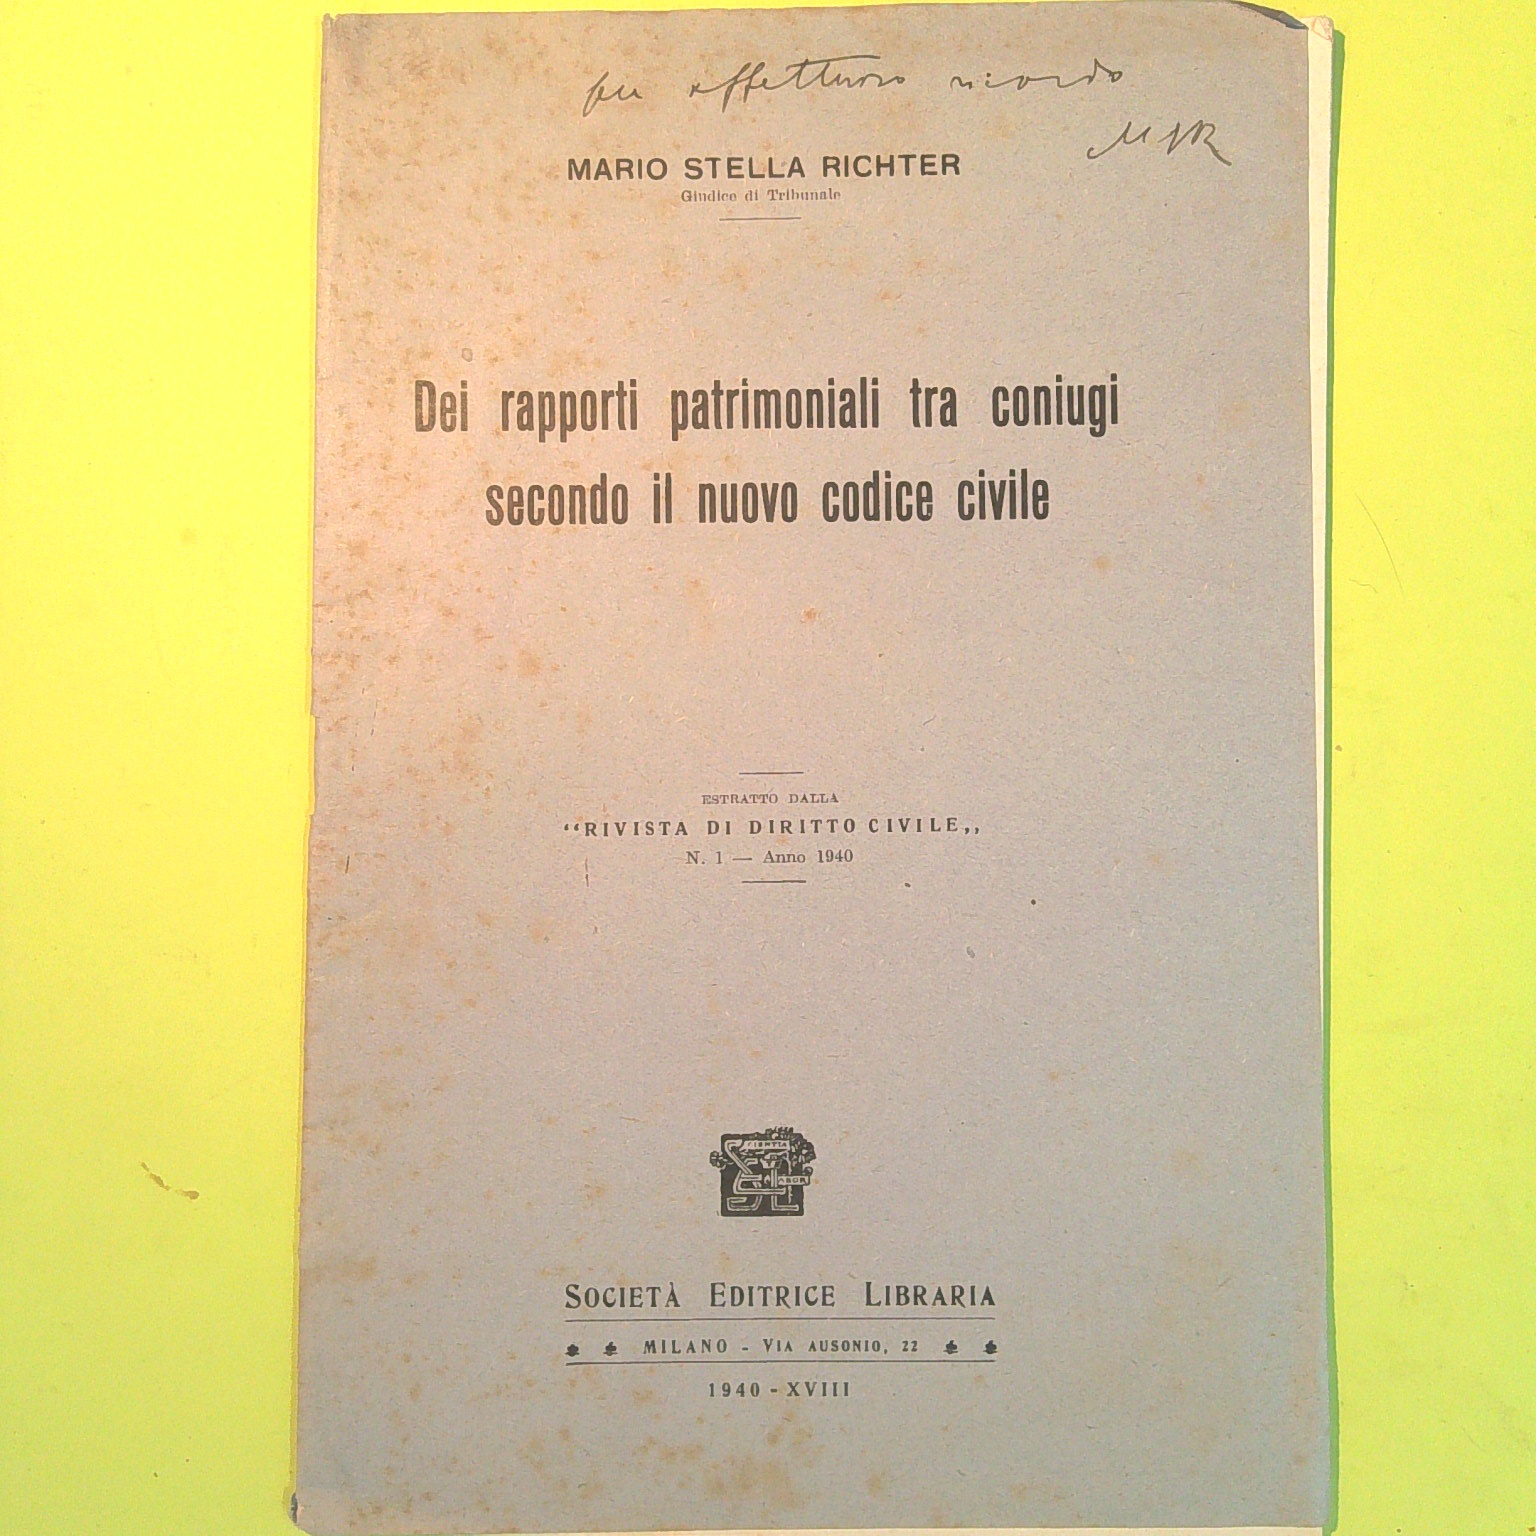 per affettuoso ricordo
MSR
MARIO STELLA RICHTER
Giudice di Tribunale
Dei rapporti patrimoniali tra coniugi
secondo il nuovo codice civile
ESTRATTO DALLA
“RIVISTA DI DIRITTO CIVILE„
N. 1 — Anno 1940
LABOR
SOCIETÀ EDITRICE LIBRARIA
MILANO - VIA AUSONIO, 22
1940 - XVIII